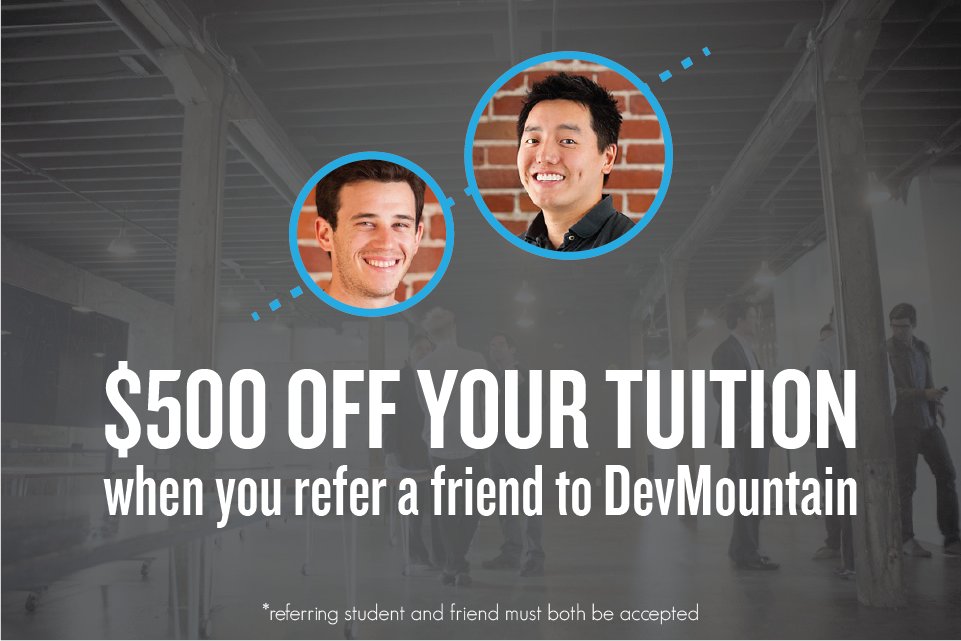 $500 OFF YOUR TUITION
when you refer a friend to DevMountain
*referring student and friend must both be accepted